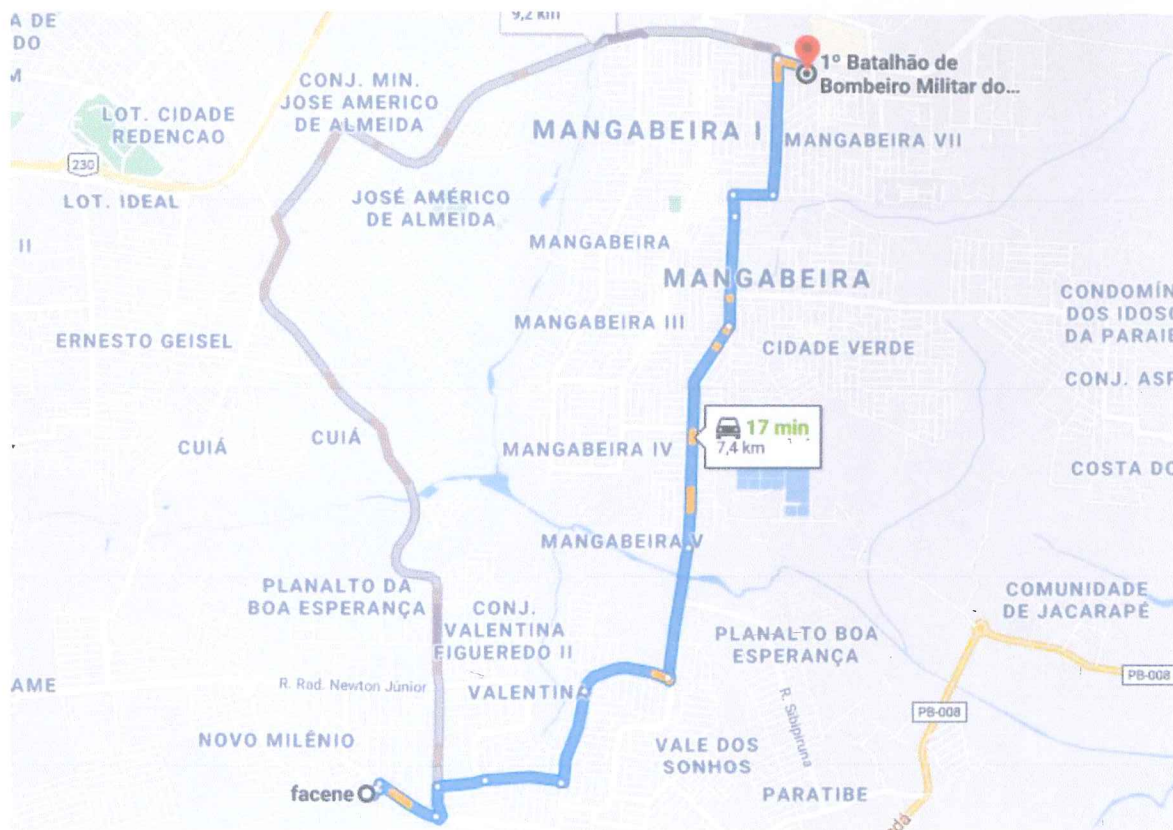 9,2 km
A DE
DO
M
CONJ. MIN.
JOSE AMERICO
DE ALMEIDA
1º Batalhão de
Bombeiro Militar do...
LOT. CIDADE
REDENCAO
MANGABEIRA I
MANGABEIRA VII
230
LOT. IDEAL
JOSÉ AMÉRICO
DE ALMEIDA
II
MANGABEIRA
MANGABEIRA
CONDOMÍN
DOS IDOSO
DA PARAIB
MANGABEIRA III
ERNESTO GEISEL
CIDADE VERDE
CONJ. ASP
17 min
7,4 km
CUIÁ
CUIÁ
MANGABEIRA IV
COSTA DO
MANGABEIRA V
PLANALTO DA
BOA ESPERANÇA
CONJ.
VALENTINA
FIGUEREDO II
COMUNIDADE
DE JACARAPÉ
PLANALTO BOA
ESPERANÇA
AME
R. Rad. Newton Júnior
VALENTINA
PB-008
R. Sibipiruna
PB-008
NOVO MILÊNIO
VALE DOS
SONHOS
facene
PARATIBE